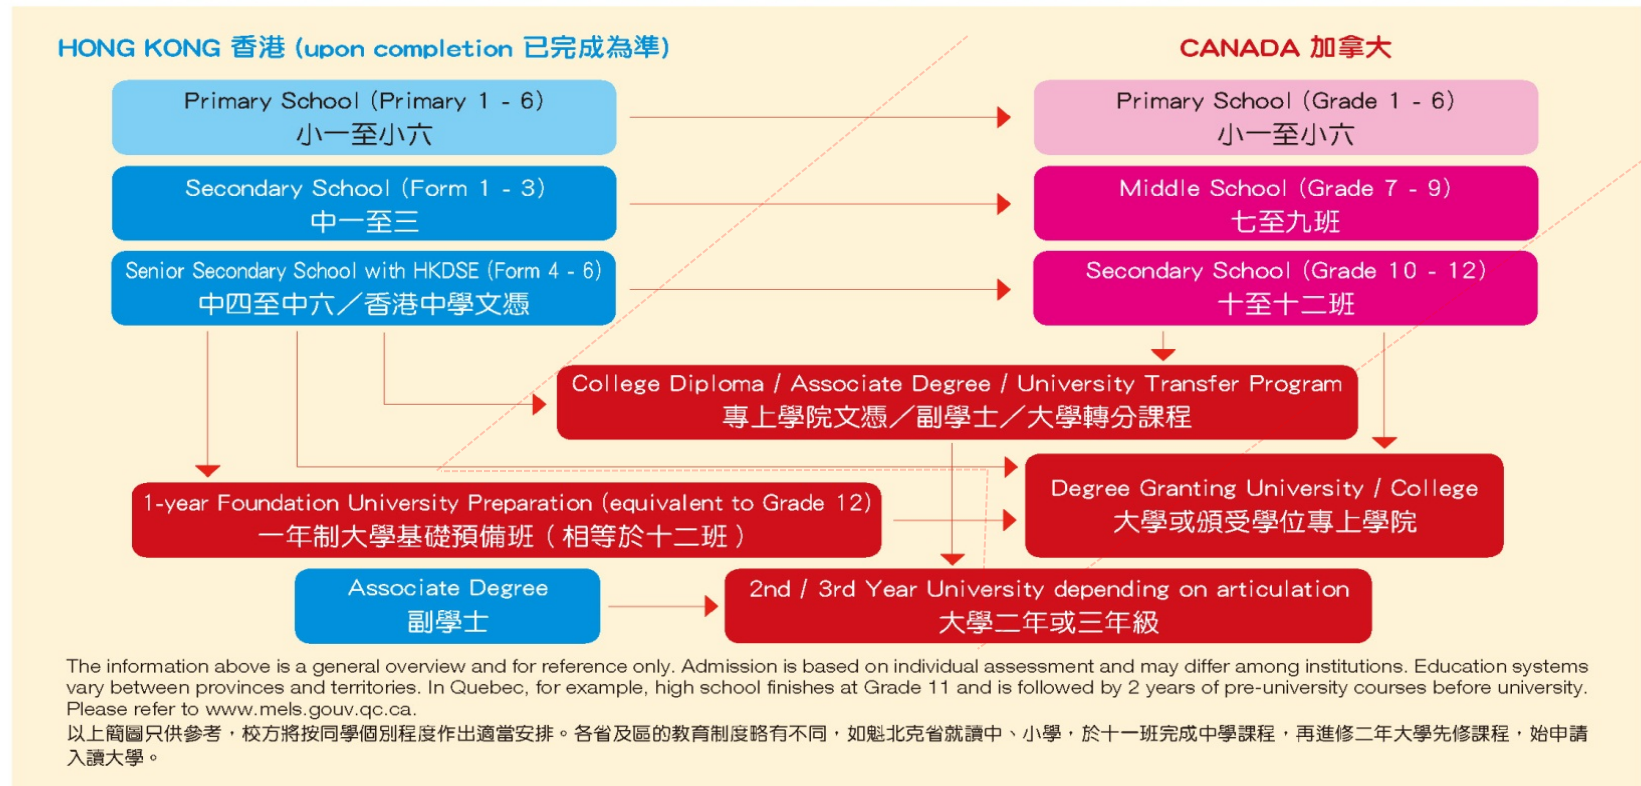 HONG KONG 香港 (upon completion 已完成為準)
CANADA 加拿大
Primary School (Primary 1 - 6)
小一至小六
Primary School (Grade 1 - 6)
小一至小六
Secondary School (Form 1 - 3)
中一至三
Middle School (Grade 7 - 9)
七至九班
Senior Secondary School with HKDSE (Form 4 - 6)
中四至中六／香港中學文憑
Secondary School (Grade 10 - 12)
十至十二班
College Diploma / Associate Degree / University Transfer Program
專上學院文憑／副學士／大學轉分課程
1-year Foundation University Preparation (equivalent to Grade 12)
一年制大學基礎預備班（相等於十二班）
Degree Granting University / College
大學或頒受學位專上學院
Associate Degree
副學士
2nd / 3rd Year University depending on articulation
大學二年或三年級
The information above is a general overview and for reference only. Admission is based on individual assessment and may differ among institutions. Education systems
vary between provinces and territories. In Quebec, for example, high school finishes at Grade 11 and is followed by 2 years of pre-university courses before university.
Please refer to www.mels.gouv.qc.ca.
以上簡圖只供參考，校方將按同學個別程度作出適當安排。各省及區的教育制度略有不同，如魁北克省就讀中、小學，於十一班完成中學課程，再進修二年大學先修課程，始申請
入讀大學。